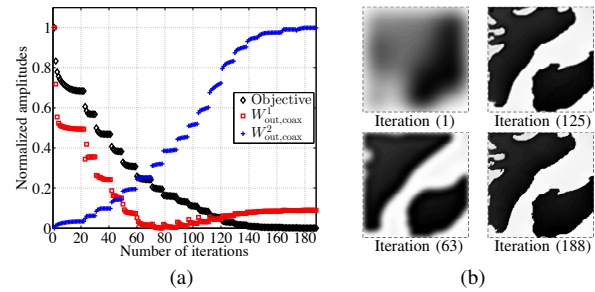 1
0.8
0.6
0.4
0.2
0
Normalized amplitudes
Objective
W^1_out,coax
W^2_out,coax
0 20 40 60 80 100 120 140 160 180
Number of iterations
(a)
Iteration (1)
Iteration (125)
Iteration (63)
Iteration (188)
(b)